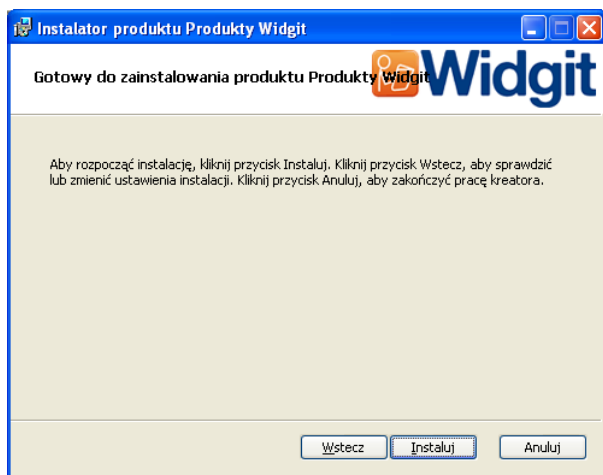 Instalator produktu Produkty Widgit
Gotowy do zainstalowania produktu Produkty Widgit
Widgit
Aby rozpocząć instalację, kliknij przycisk Instaluj. Kliknij przycisk Wstecz, aby sprawdzić
lub zmienić ustawienia instalacji. Kliknij przycisk Anuluj, aby zakończyć pracę kreatora.
Wstecz Instaluj Anuluj